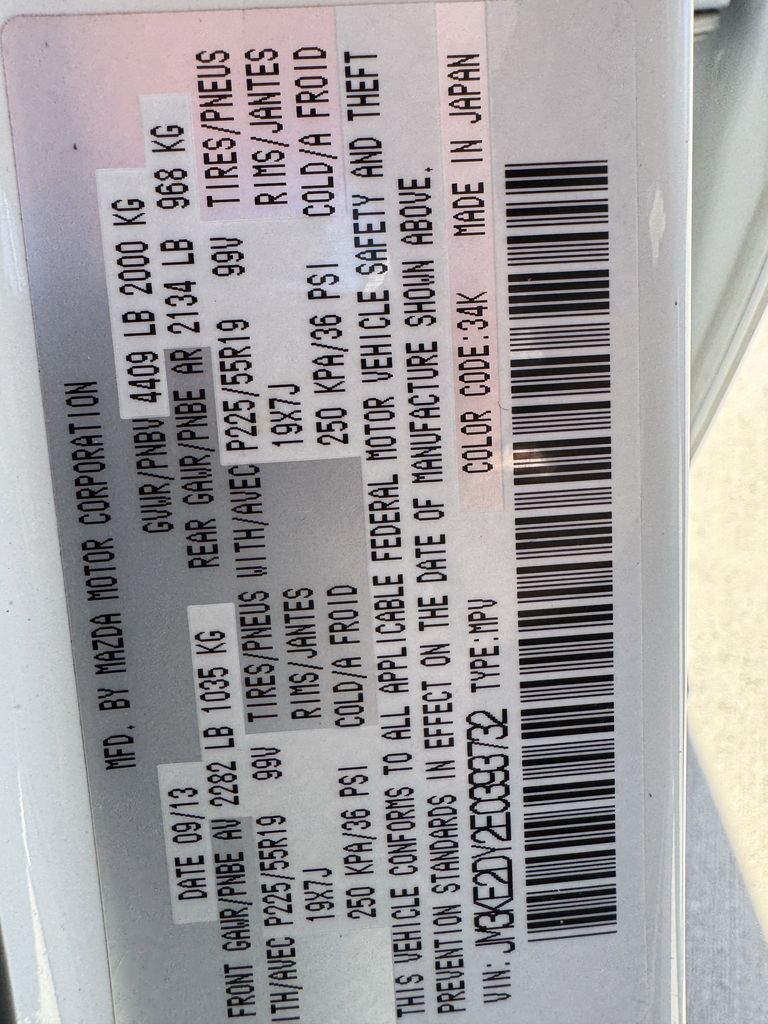 MFD. BY MAZDA MOTOR CORPORATION
DATE 09/13 GVWR/PNBV 4409 LB 2000 KG
FRONT GAWR/PNBE AV 2282 LB 1035 KG REAR GAWR/PNBE AR 2134 LB 968 KG
ITH/AVEC P225/55R19 99V TIRES/PNEUS WITH/AVEC P225/55R19 99V TIRES/PNEUS
19X7J RIMS/JANTES 19X7J RIMS/JANTES
250 KPA/36 PSI COLD/A FROID 250 KPA/36 PSI COLD/A FROID
THIS VEHICLE CONFORMS TO ALL APPLICABLE FEDERAL MOTOR VEHICLE SAFETY AND THEFT
PREVENTION STANDARDS IN EFFECT ON THE DATE OF MANUFACTURE SHOWN ABOVE.
VIN: JM3KE2DY2E0393732 TYPE:MPV COLOR CODE:34K MADE IN JAPAN